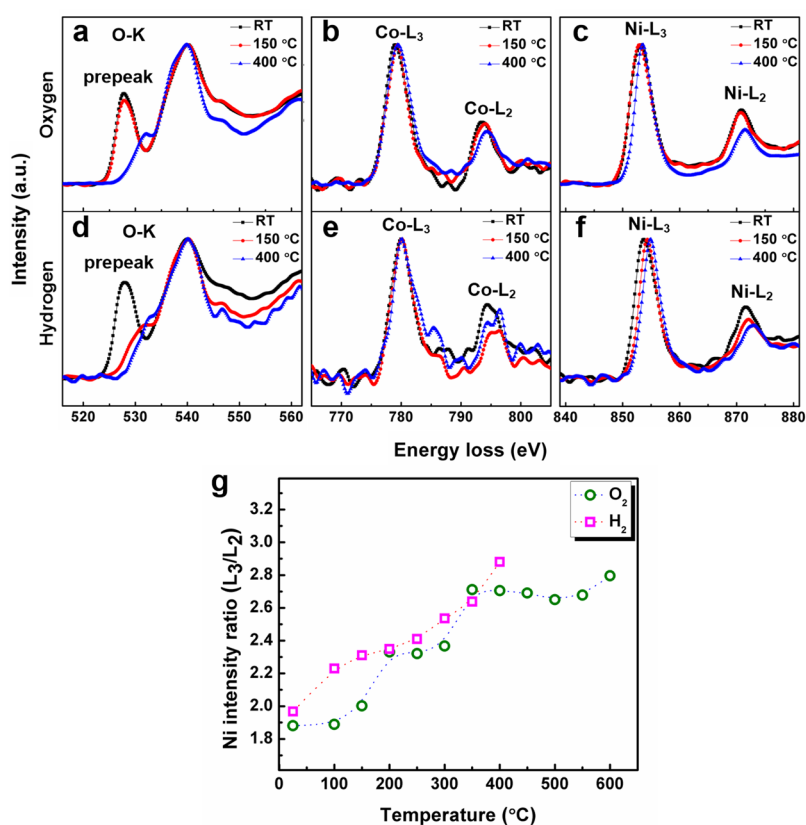 a
O-K
RT
150 °C
400 °C
prepeak
b
Co-L3
RT
150 °C
400 °C
Co-L2
c
Ni-L3
RT
150 °C
400 °C
Ni-L2
Oxygen
d
O-K
RT
150 °C
400 °C
prepeak
e
Co-L3
RT
150 °C
400 °C
Co-L2
f
Ni-L3
RT
150 °C
400 °C
Ni-L2
Hydrogen
Intensity (a.u.)
520 530 540 550 560
770 780 790 800
840 850 860 870 880
Energy loss (eV)
g
O2
H2
3.2
3.0
2.8
2.6
2.4
2.2
2.0
1.8
Ni intensity ratio (L3/L2)
0 100 200 300 400 500 600
Temperature (°C)